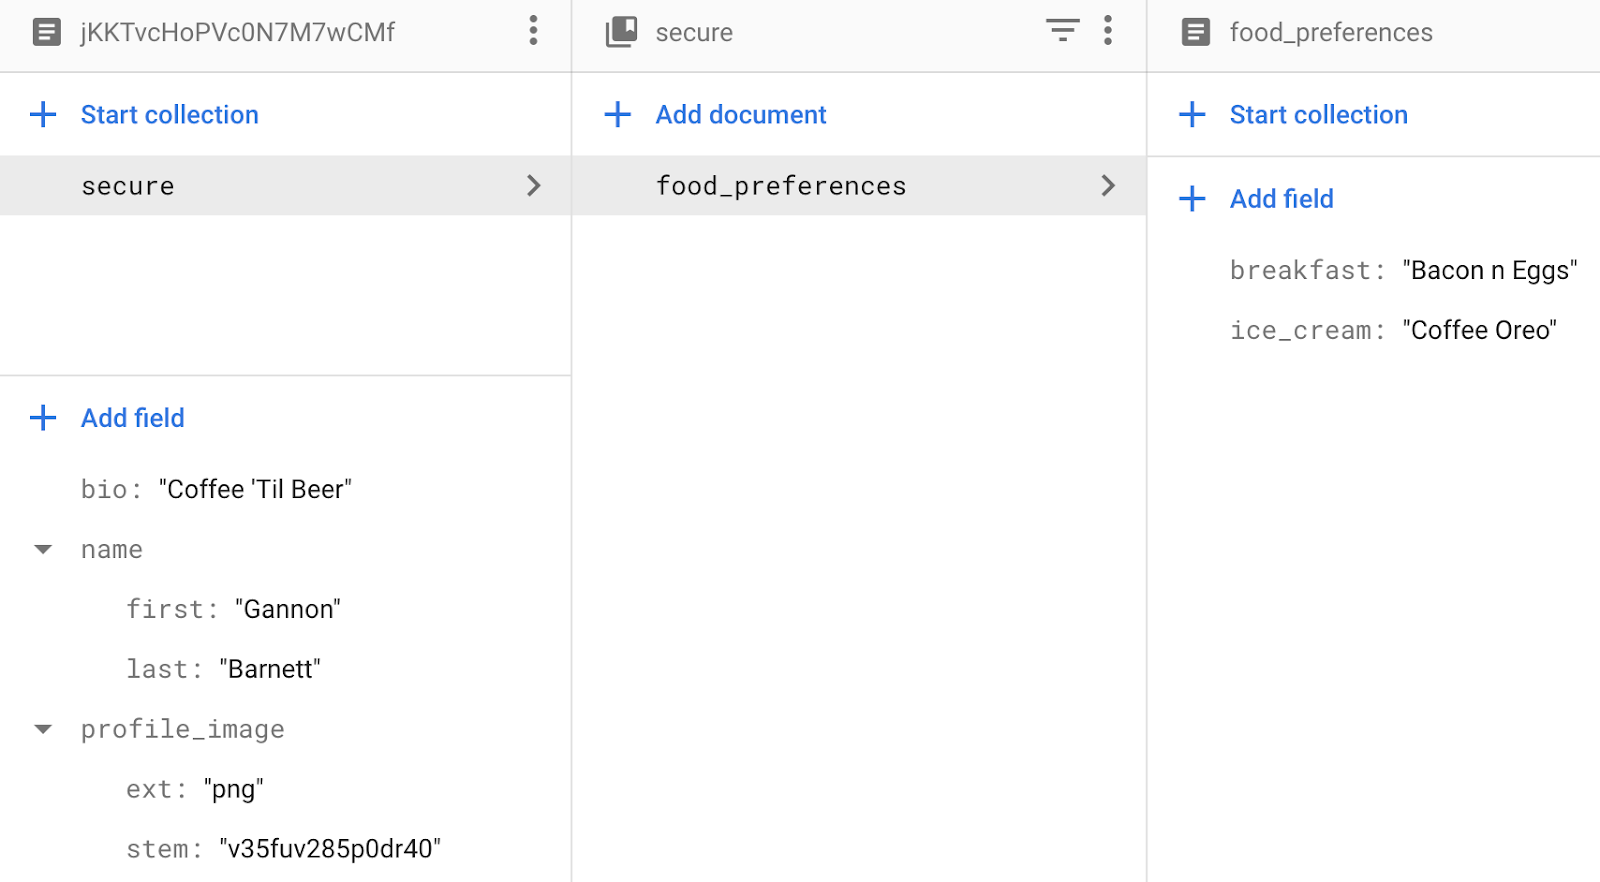 jKKTvcHoPVc0N7M7wCMf
Start collection
secure
Add field
bio: "Coffee 'Til Beer"
name
first: "Gannon"
last: "Barnett"
profile_image
ext: "png"
stem: "v35fuv285p0dr40"
secure
Add document
food_preferences
food_preferences
Start collection
Add field
breakfast: "Bacon n Eggs"
ice_cream: "Coffee Oreo"